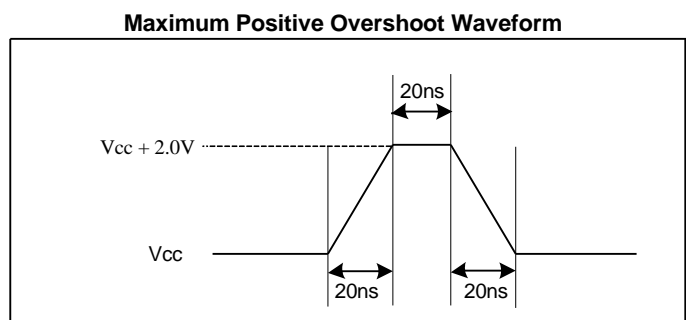 Maximum Positive Overshoot Waveform
20ns
Vcc + 2.0V
Vcc
20ns
20ns